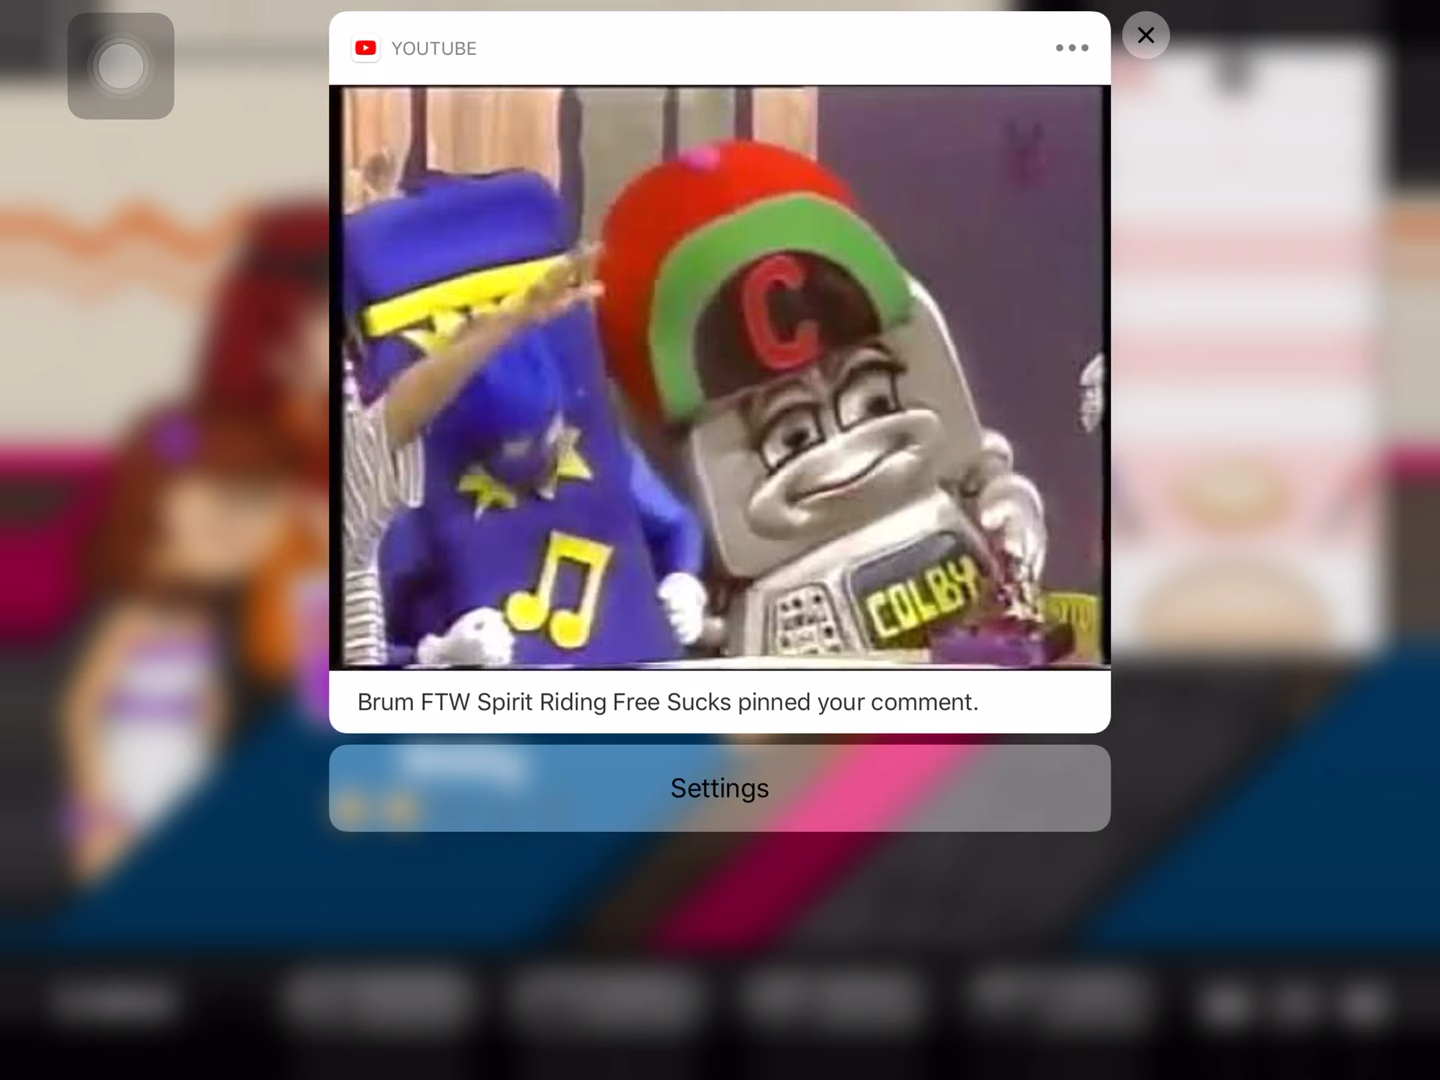 YOUTUBE
C
COLBY
Brum FTW Spirit Riding Free Sucks pinned your comment.
Settings